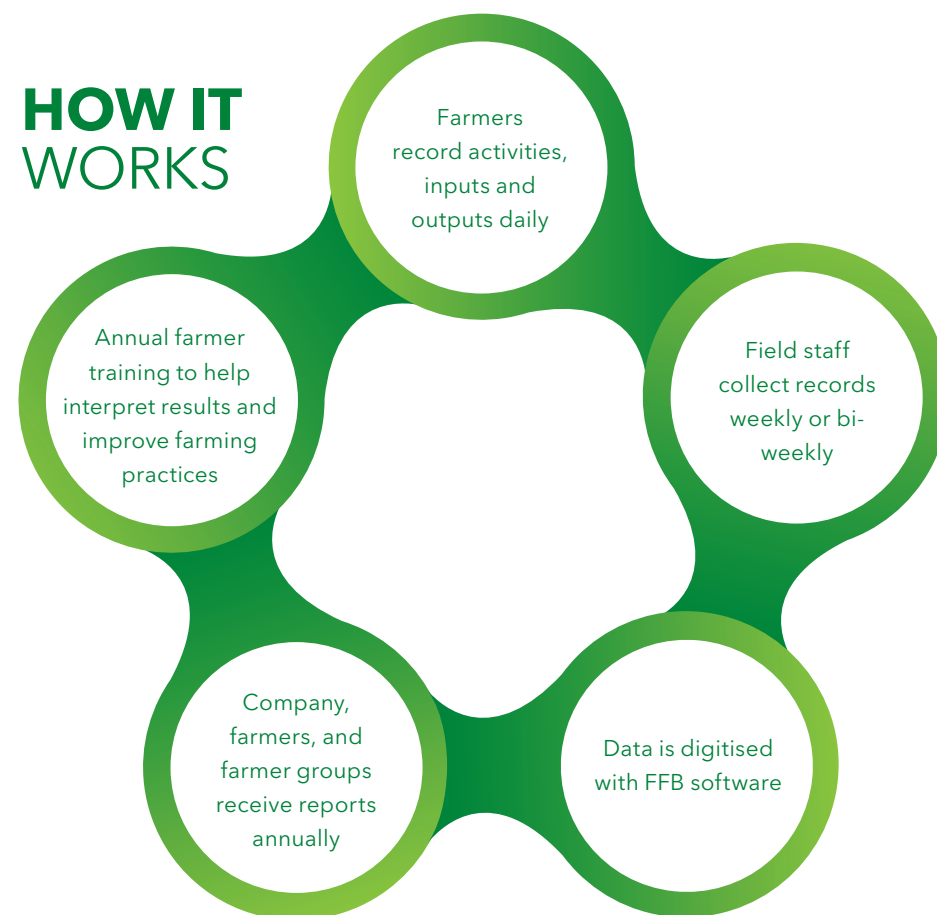 HOW IT
WORKS
Farmers
record activities,
inputs and
outputs daily
Field staff
collect records
weekly or bi-
weekly
Data is digitised
with FFB software
Company,
farmers, and
farmer groups
receive reports
annually
Annual farmer
training to help
interpret results and
improve farming
practices